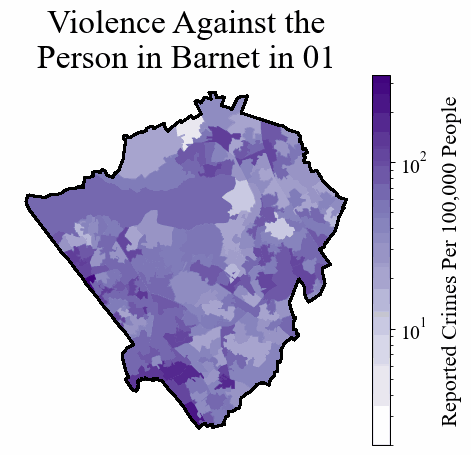 Violence Against the
Person in Barnet in 01
10²
10¹
Reported Crimes Per 100,000 People